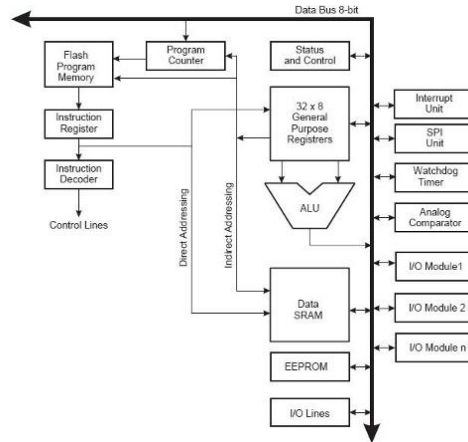 Data Bus 8-bit
Flash
Program
Memory
Program
Counter
Status
and Control
Instruction
Register
32 x 8
General
Purpose
Registrers
Interrupt
Unit
SPI
Unit
Instruction
Decoder
Watchdog
Timer
Control Lines
Direct Addressing
Indirect Addressing
ALU
Analog
Comparator
I/O Module1
Data
SRAM
I/O Module 2
I/O Module n
EEPROM
I/O Lines